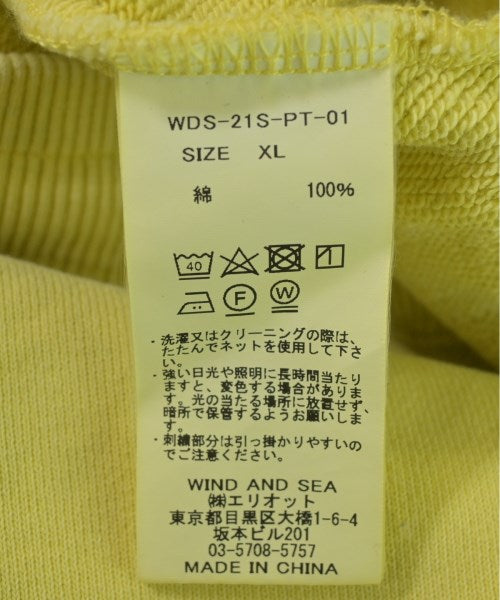 WDS-21S-PT-01
SIZE XL
綿 100%
40
F W
・洗濯又はクリーニングの際は、
たたんでネットを使用して下さ
い。
・強い日光や照明に長時間当たり
ますと、変色する場合がありま
す。光の当たる場所に放置せず、
暗所で保管するようお願いしま
す。
・刺繍部分は引っ掛かりやすいの
でご注意ください。
WIND AND SEA
㈱エリオット
東京都目黒区大橋1-6-4
坂本ビル201
03-5708-5757
MADE IN CHINA